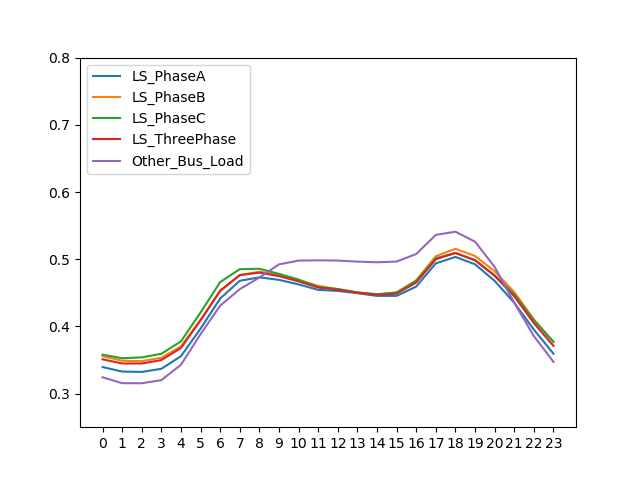 0.8
0.7
0.6
0.5
0.4
0.3
LS_PhaseA
LS_PhaseB
LS_PhaseC
LS_ThreePhase
Other_Bus_Load
0 1 2 3 4 5 6 7 8 9 10 11 12 13 14 15 16 17 18 19 20 21 22 23